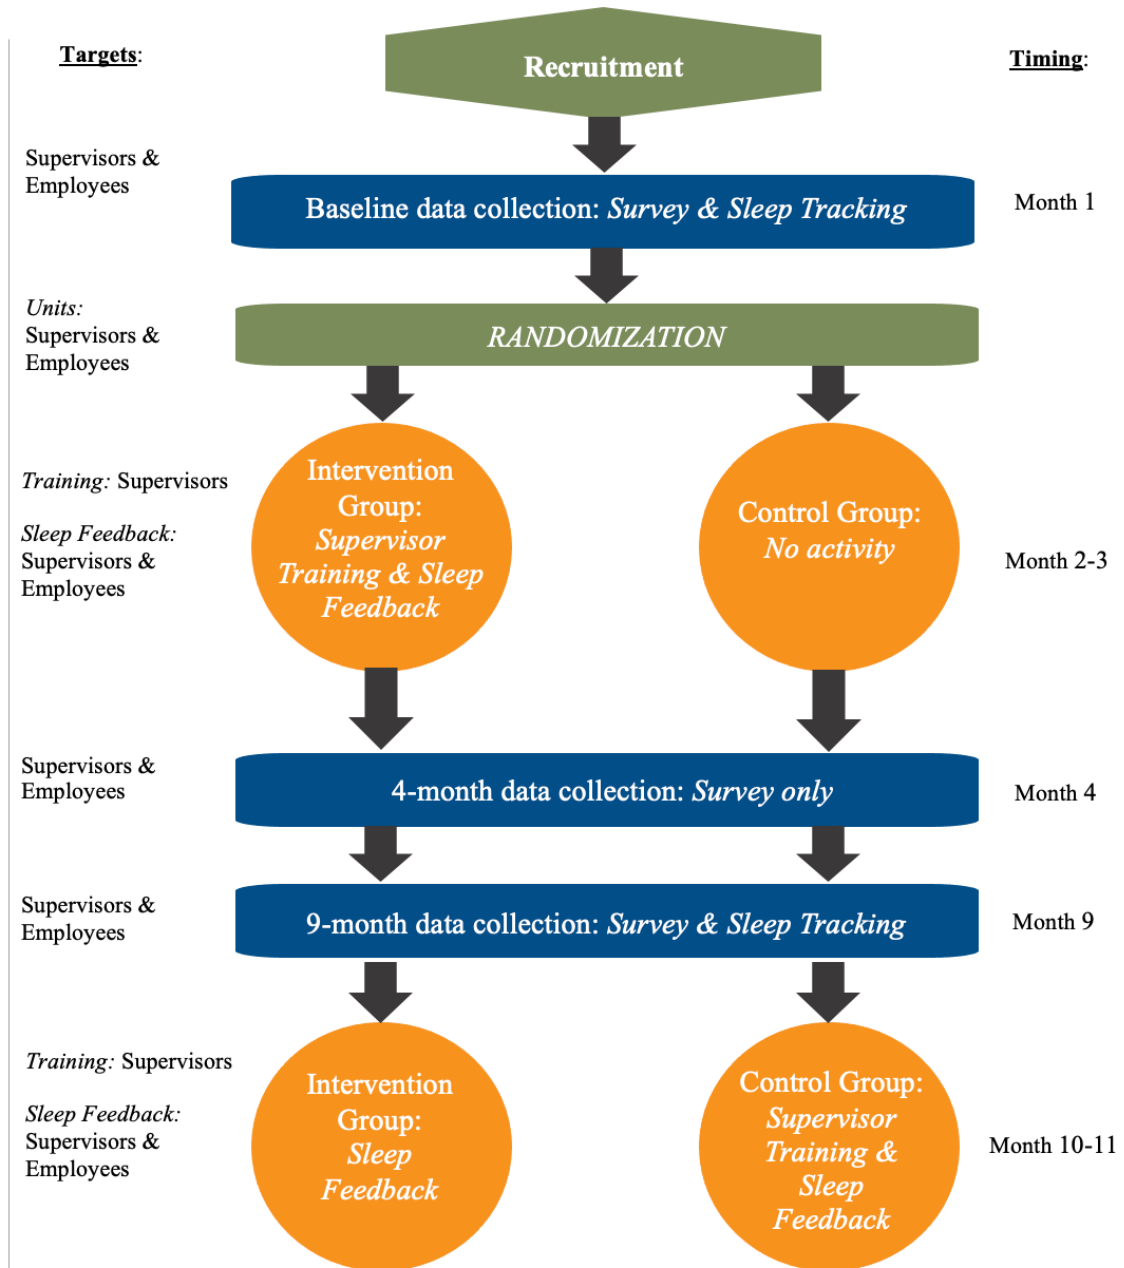 Targets:
Recruitment
Timing:
Supervisors &
Employees
Baseline data collection: Survey & Sleep Tracking
Month 1
Units:
Supervisors &
Employees
RANDOMIZATION
Training: Supervisors
Sleep Feedback:
Supervisors &
Employees
Intervention
Group:
Supervisor
Training & Sleep
Feedback
Control Group:
No activity
Month 2-3
Supervisors &
Employees
4-month data collection: Survey only
Month 4
Supervisors &
Employees
9-month data collection: Survey & Sleep Tracking
Month 9
Training: Supervisors
Sleep Feedback:
Supervisors &
Employees
Intervention
Group:
Sleep
Feedback
Control Group:
Supervisor
Training &
Sleep
Feedback
Month 10-11